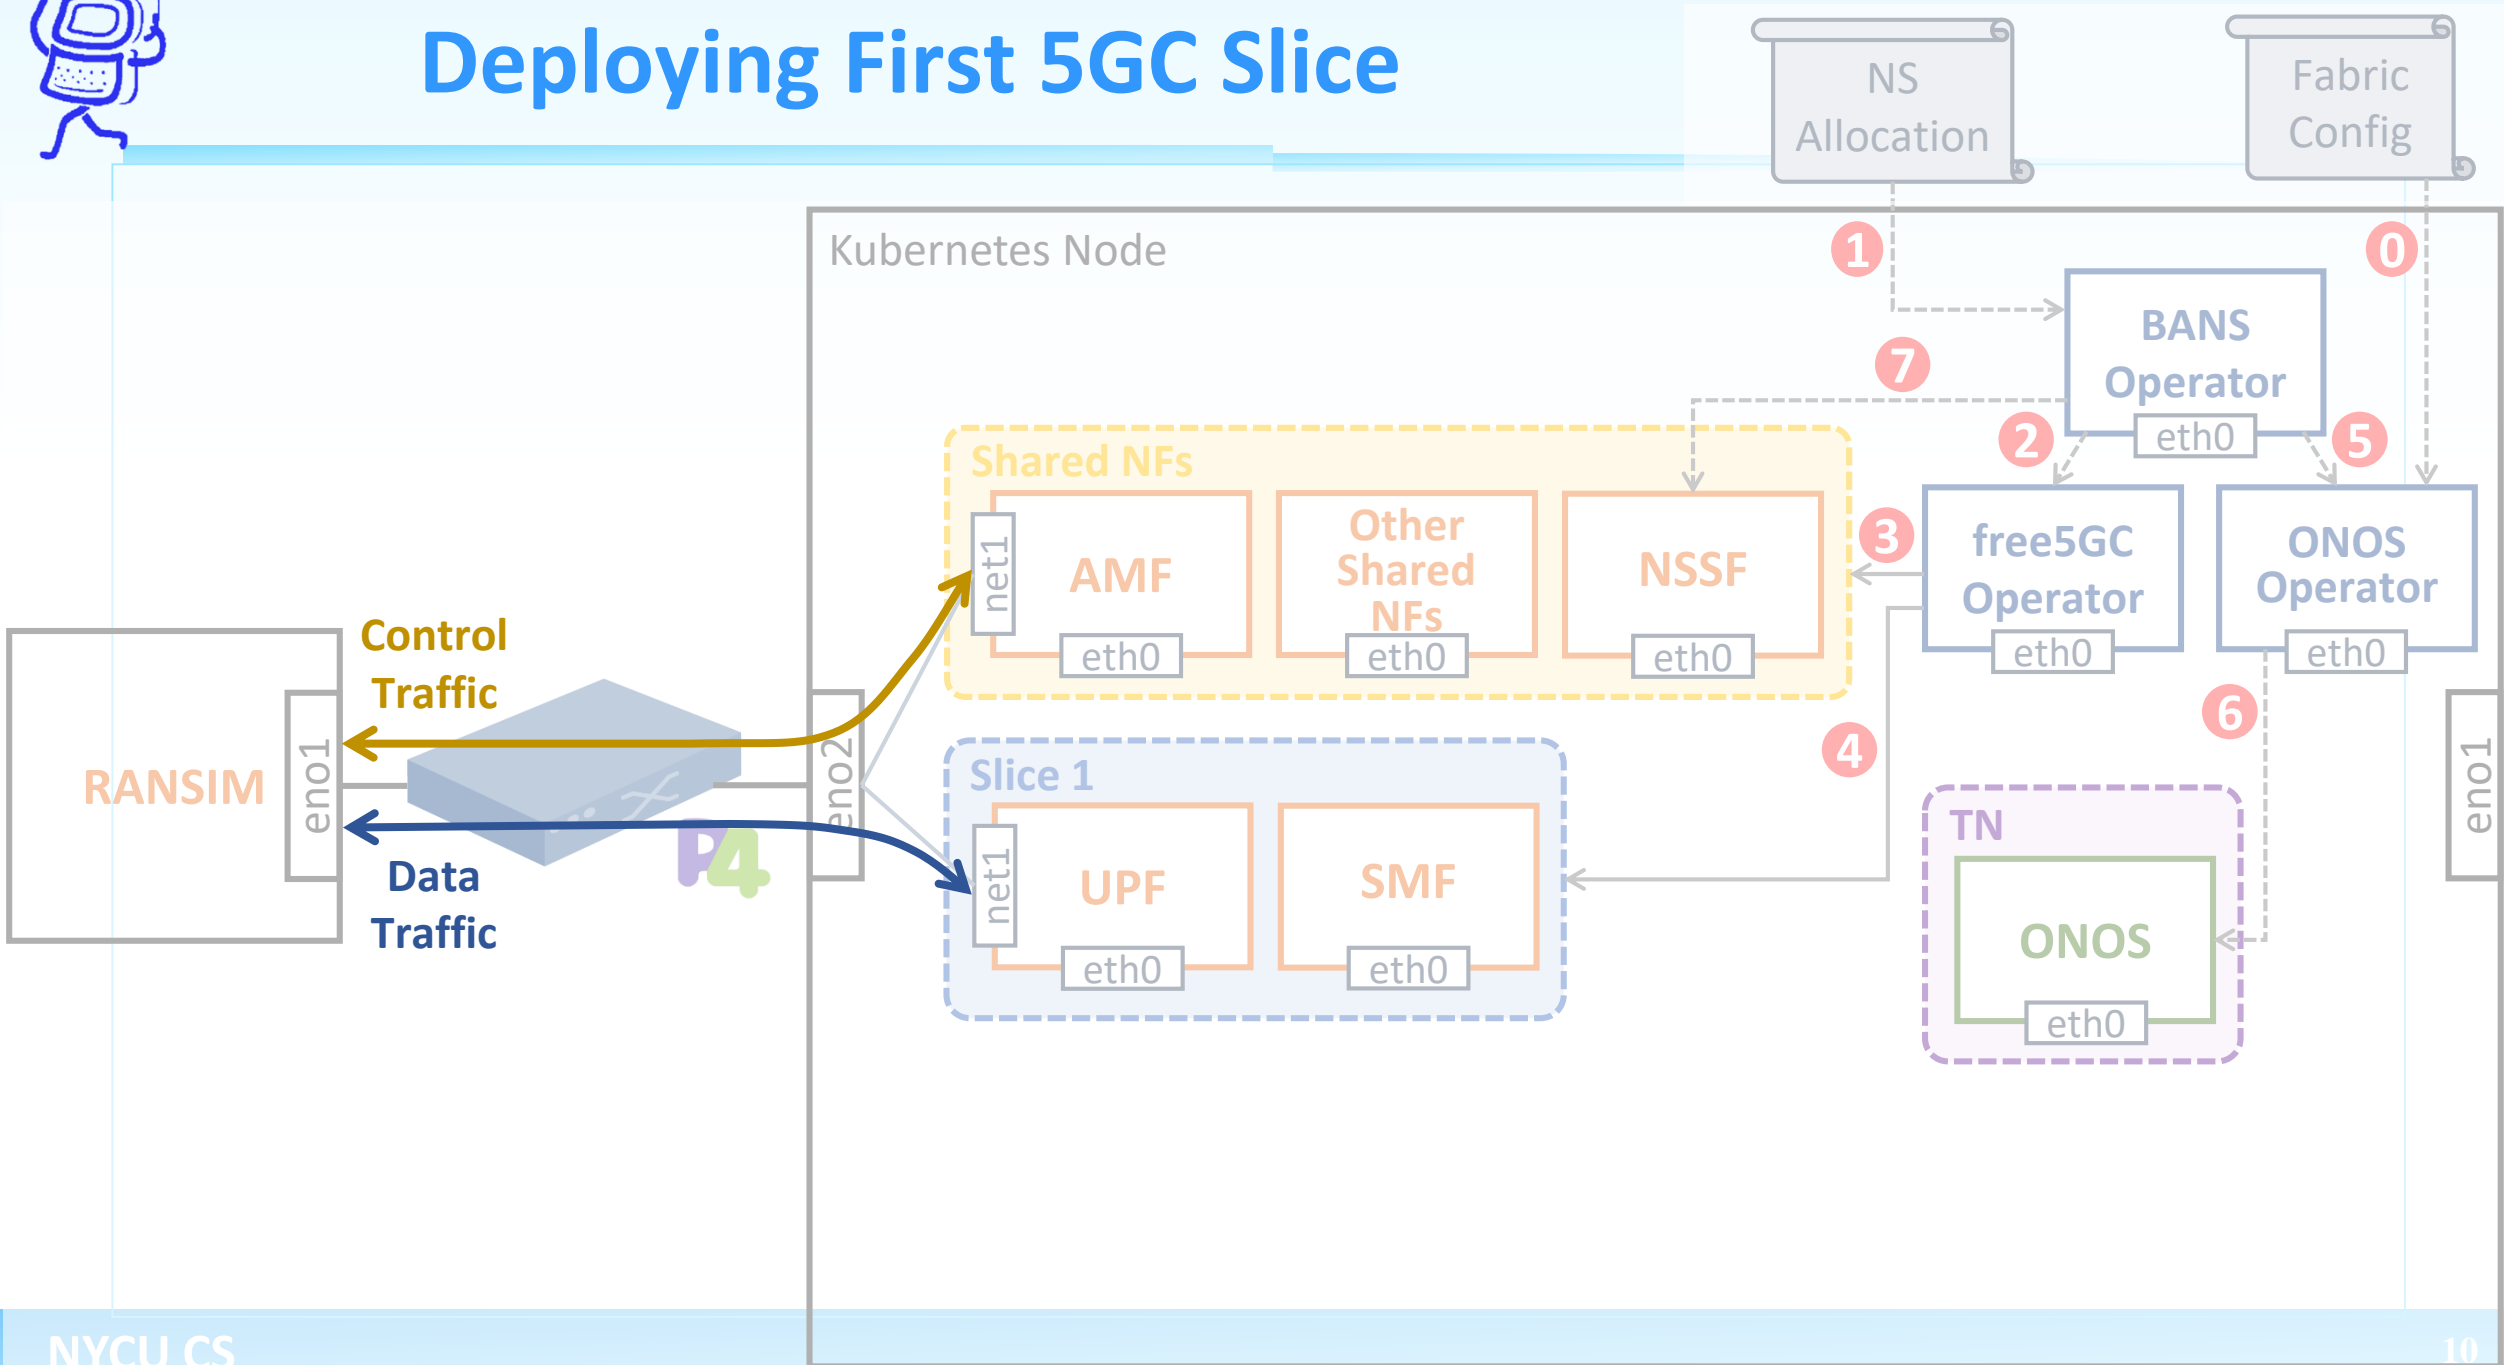 Deploying First 5GC Slice
NS
Allocation
Fabric
Config
Kubernetes Node
1
0
BANS
Operator
eth0
7
2
5
Shared NFs
net1
AMF
eth0
Other
Shared
NFs
eth0
NSSF
eth0
3
free5GC
Operator
eth0
ONOS
Operator
eth0
Control
Traffic
RANSIM
eno1
P4
Data
Traffic
eno2
Slice 1
net1
UPF
eth0
SMF
eth0
4
6
TN
ONOS
eth0
eno1
NYCU CS
10